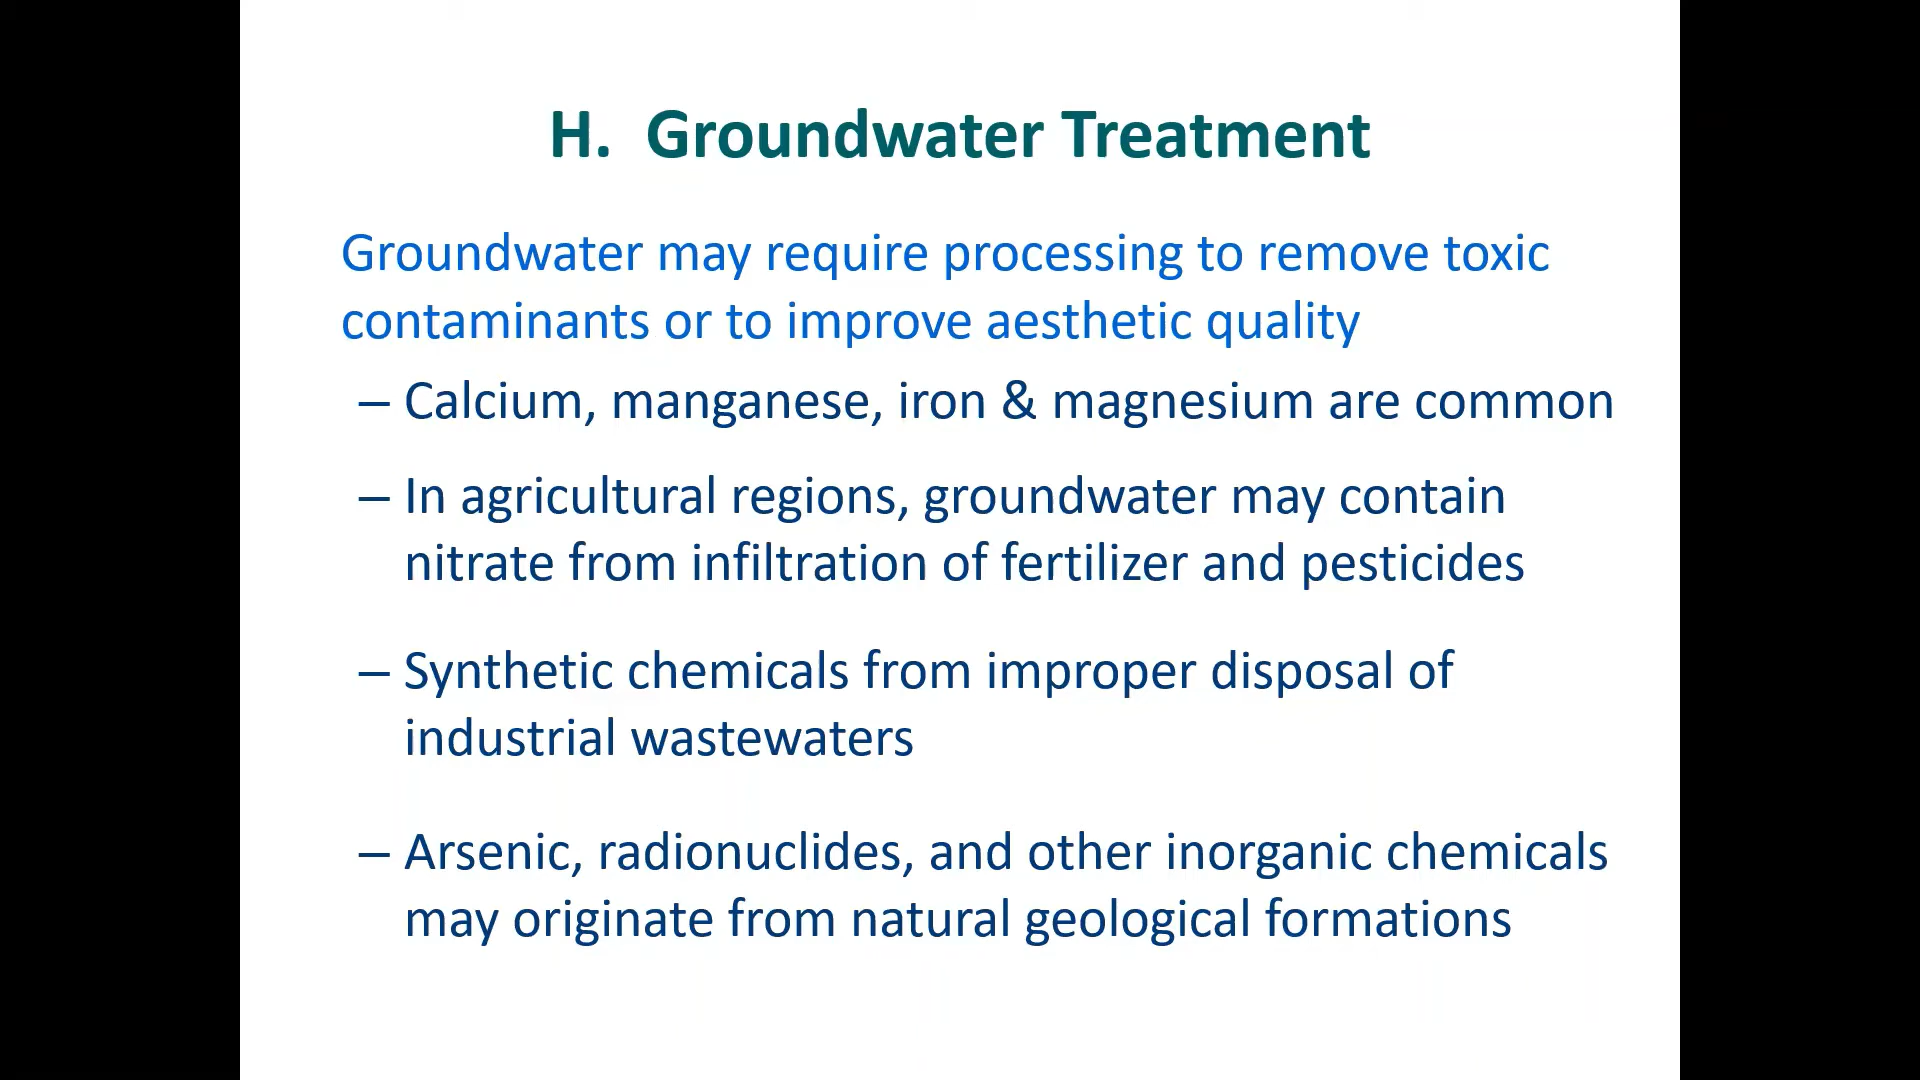 H. Groundwater Treatment
Groundwater may require processing to remove toxic
contaminants or to improve aesthetic quality
– Calcium, manganese, iron & magnesium are common
– In agricultural regions, groundwater may contain
nitrate from infiltration of fertilizer and pesticides
– Synthetic chemicals from improper disposal of
industrial wastewaters
– Arsenic, radionuclides, and other inorganic chemicals
may originate from natural geological formations